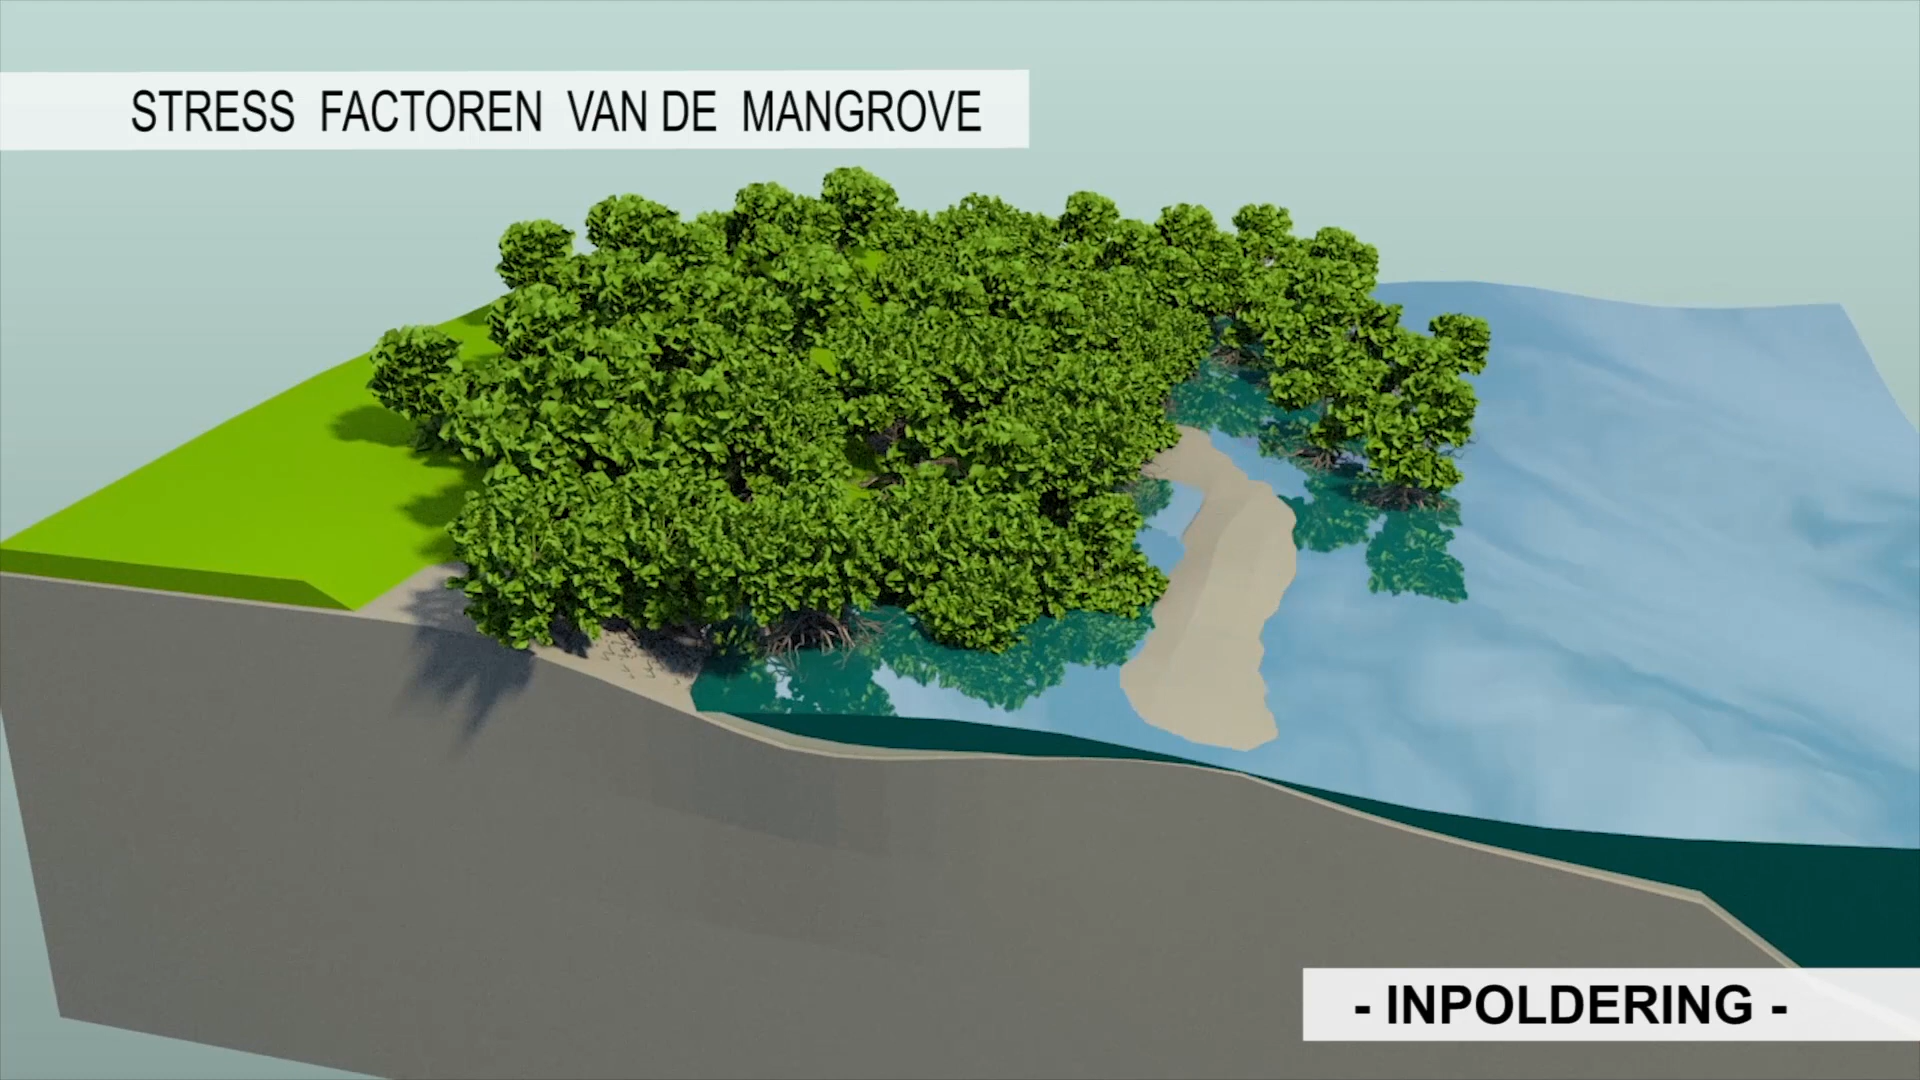 STRESS FACTOREN VAN DE MANGROVE
- INPOLDERING -